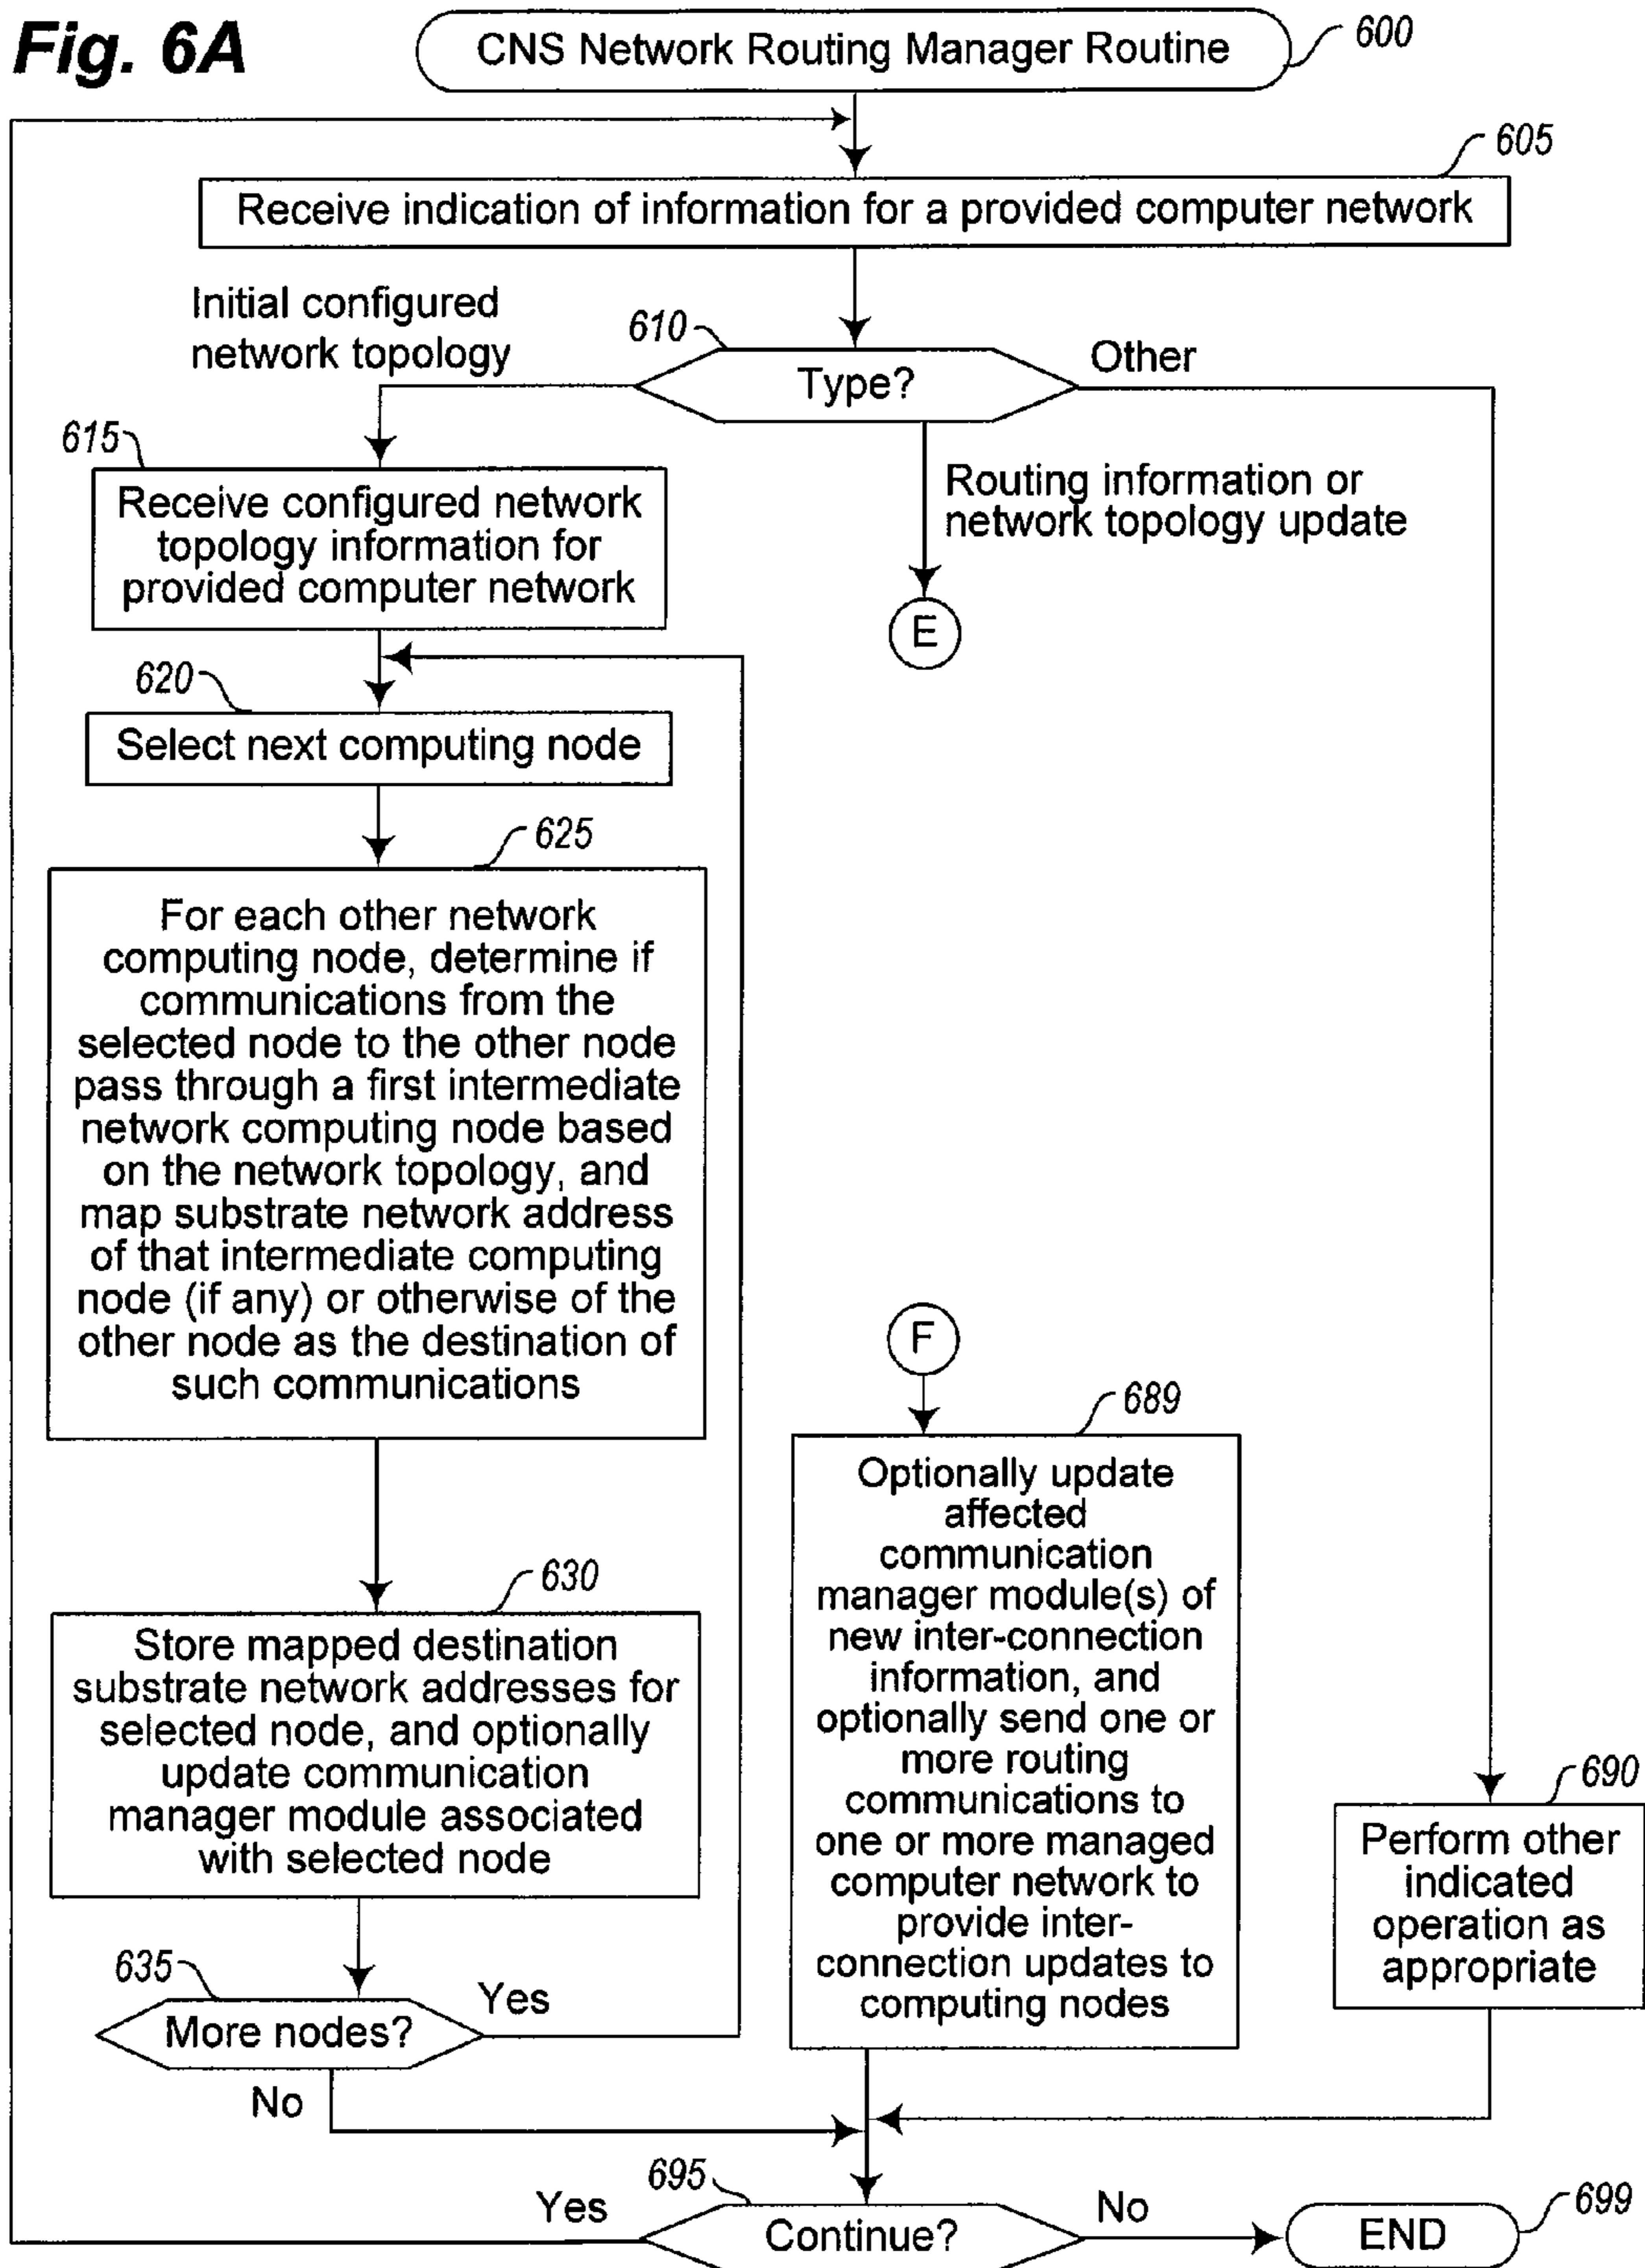 Fig. 6A
CNS Network Routing Manager Routine
600
605
Receive indication of information for a provided computer network
Initial configured
network topology
610
Type?
Other
615
Receive configured network
topology information for
provided computer network
Routing information or
network topology update
E
620
Select next computing node
625
For each other network
computing node, determine if
communications from the
selected node to the other node
pass through a first intermediate
network computing node based
on the network topology, and
map substrate network address
of that intermediate computing
node (if any) or otherwise of the
other node as the destination of
such communications
F
689
Optionally update
affected
communication
manager module(s) of
new inter-connection
information, and
optionally send one or
more routing
communications to
one or more managed
computer network to
provide inter-
connection updates to
computing nodes
630
Store mapped destination
substrate network addresses for
selected node, and optionally
update communication
manager module associated
with selected node
690
Perform other
indicated
operation as
appropriate
635
More nodes?
Yes
No
695
Yes
Continue?
No
END
699